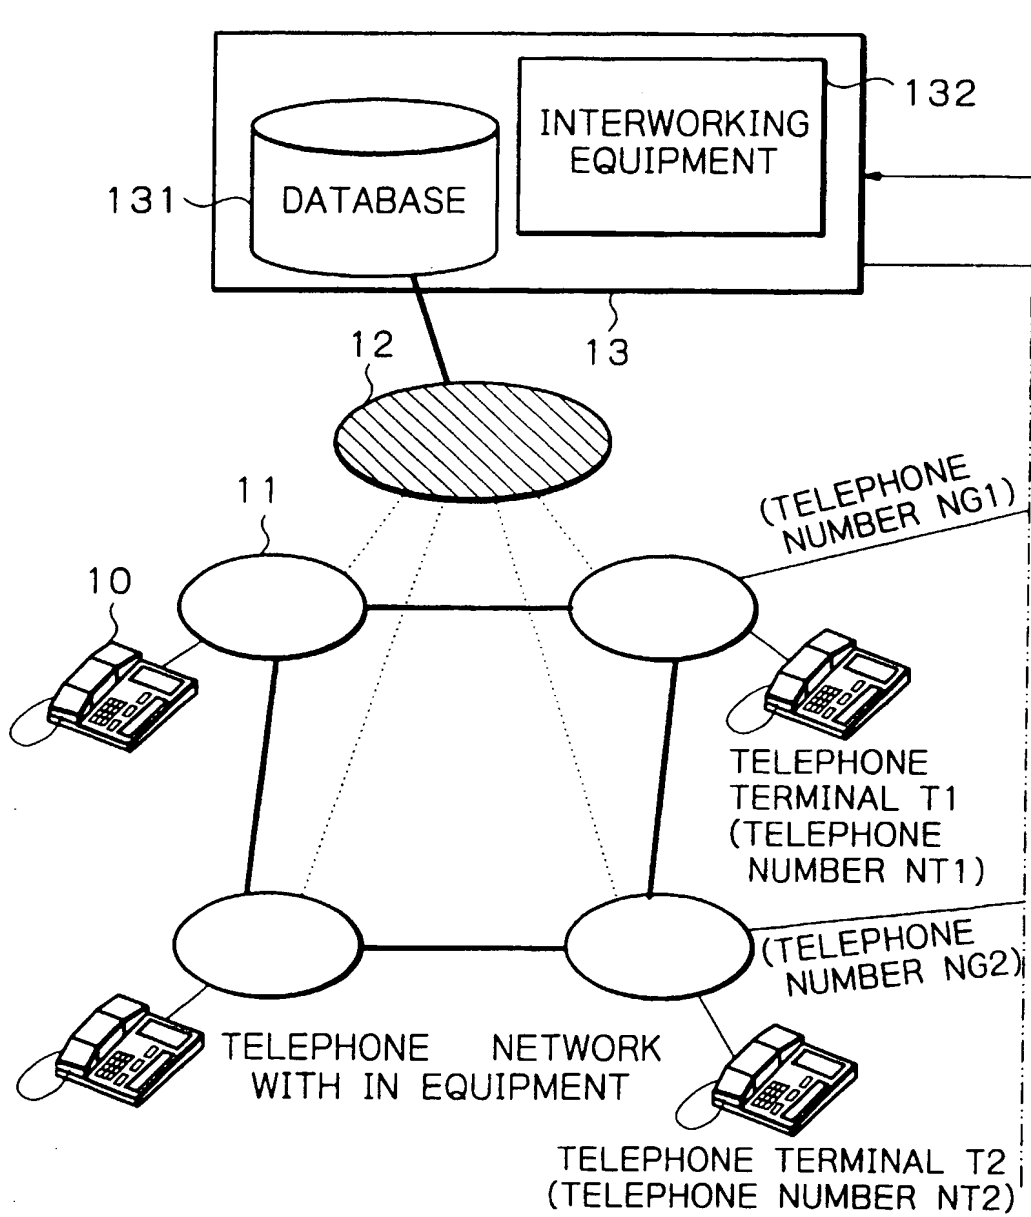 132
INTERWORKING
EQUIPMENT
131
DATABASE
13
12
(TELEPHONE
NUMBER NG1)
11
10
TELEPHONE
TERMINAL T1
(TELEPHONE
NUMBER NT1)
(TELEPHONE
NUMBER NG2)
TELEPHONE NETWORK
WITH IN EQUIPMENT
TELEPHONE TERMINAL T2
(TELEPHONE NUMBER NT2)